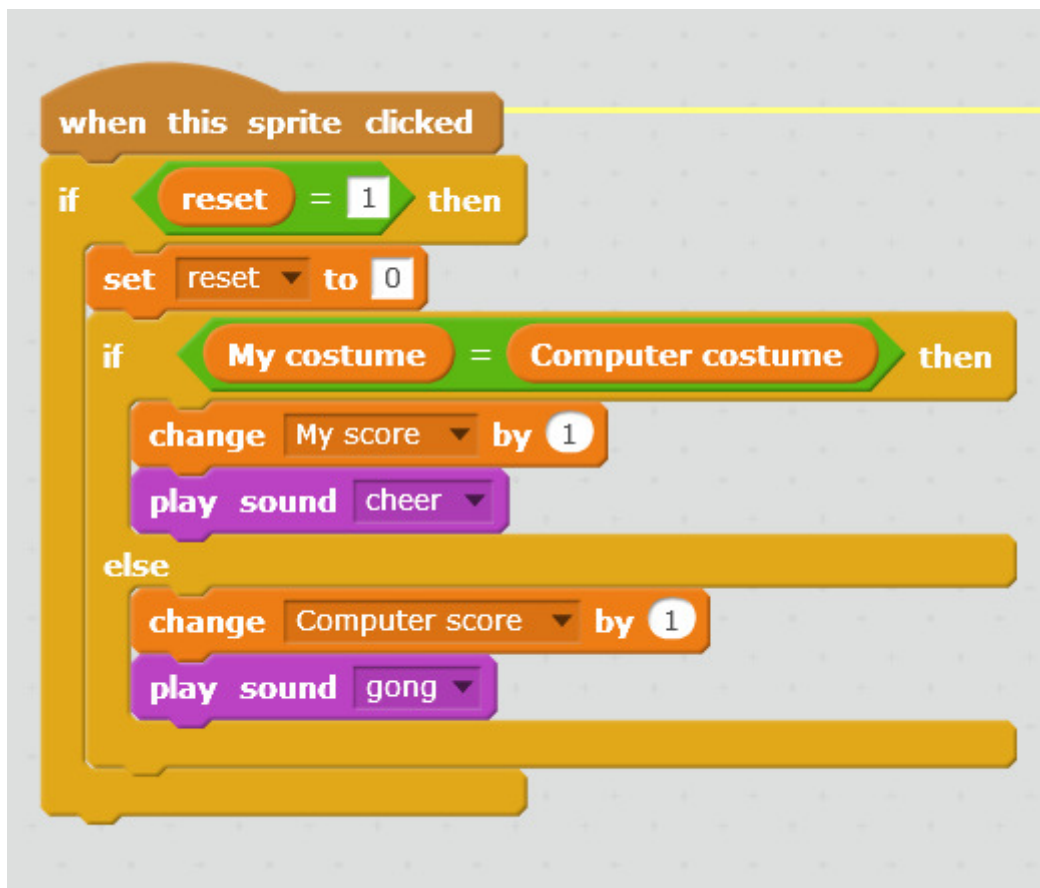 when this sprite clicked
if reset = 1 then
set reset to 0
if My costume = Computer costume then
change My score by 1
play sound cheer
else
change Computer score by 1
play sound gong